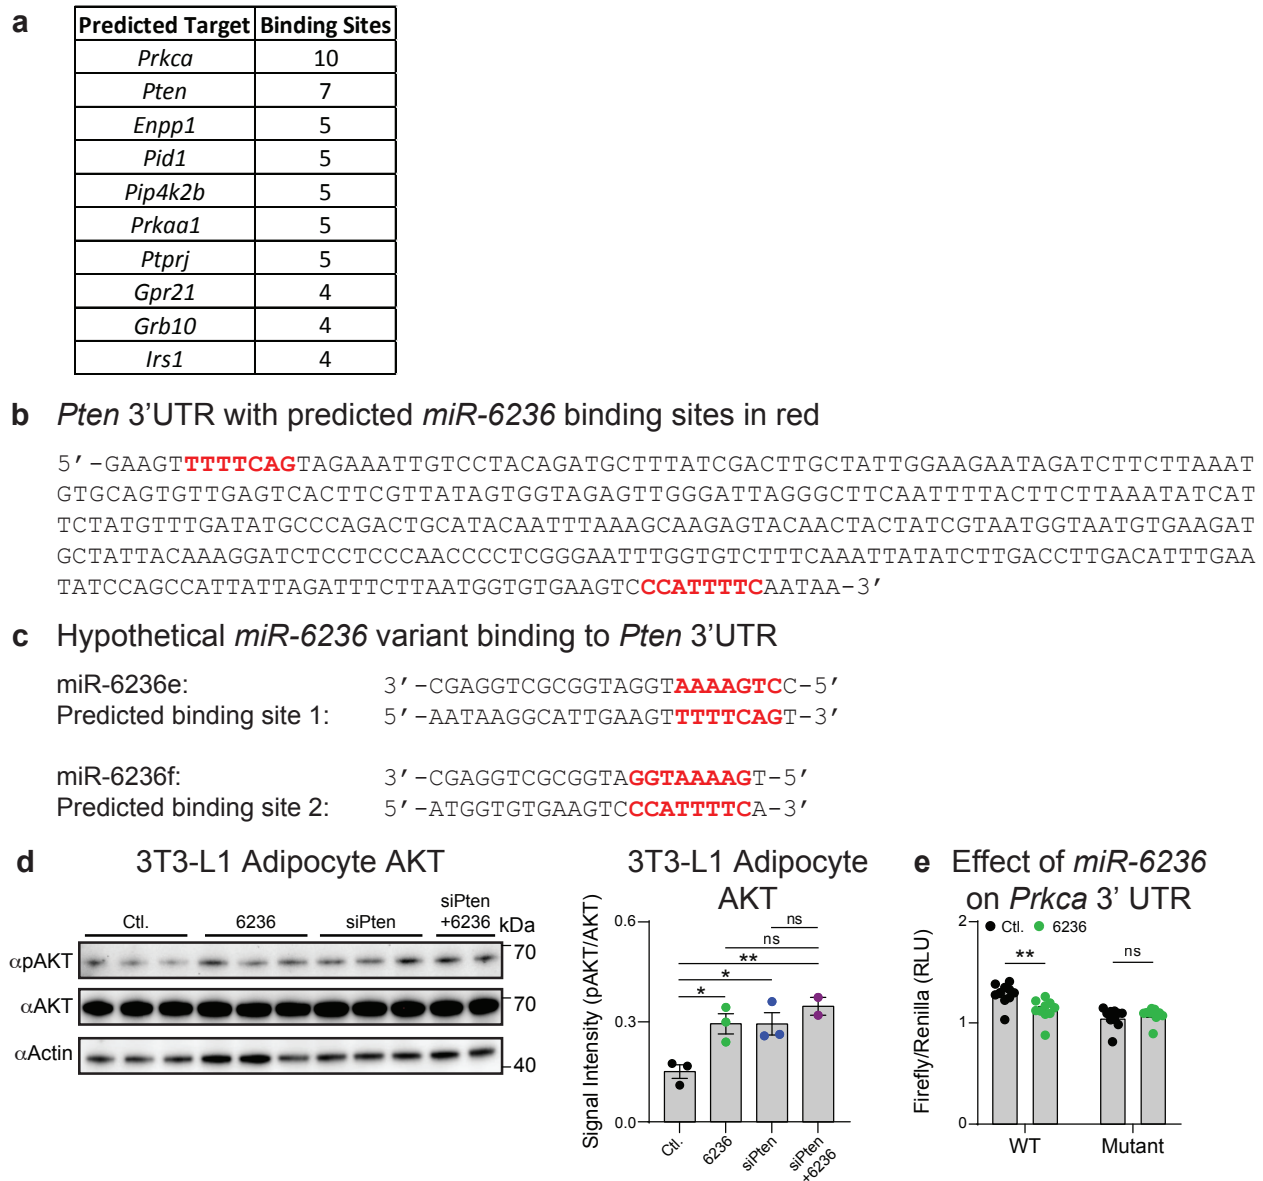 a
Predicted Target Binding Sites
Prkca 10
Pten 7
Enpp1 5
Pid1 5
Pip4k2b 5
Prkaa1 5
Ptprj 5
Gpr21 4
Grb10 4
Irs1 4
b Pten 3’UTR with predicted miR-6236 binding sites in red
5’-GAAGTTTTTCAGTAGAAATTGTCCTACAGATGCTTTATCGACTTGCTATTGGAAGAATAGATCTTCTTAAAT
GTGCAGTGTTGAGTCACTTCGTTATAGTGGTAGAGTTGGGATTAGGGCTTCAATTTTACTTCTTAAATATCAT
TCTATGTTTGATATGCCCAGACTGCATACAATTTAAAGCAAGAGTACAACTACTATCGTAATGGTAATGTGAAGAT
GCTATTACAAAGGATCTCCTCCCAACCCCTCGGGAATTTGGTGTCTTTCAAATTATATCTTGACCTTGACATTTGAA
TATCCAGCCATTATTAGATTTCTTAATGGTGTGAAGTCCCATTTTCAATAA-3’
c Hypothetical miR-6236 variant binding to Pten 3’UTR
miR-6236e: 3’-CGAGGTCGCGGTAGGTAAAAGTCC-5’
Predicted binding site 1: 5’-AATAAGGCATTGAAGTTTTTCAGT-3’
miR-6236f: 3’-CGAGGTCGCGGTAGGTAAAAGT-5’
Predicted binding site 2: 5’-ATGGTGTGAAGTCCCATTTTCA-3’
d 3T3-L1 Adipocyte AKT
Ctl. 6236 siPten siPten
+6236 kDa
αpAKT 70
αAKT 70
αActin 40
3T3-L1 Adipocyte
AKT
Signal Intensity (pAKT/AKT)
0.6
0.3
0.0
ns
ns
**
*
*
Ctl. 6236 siPten siPten
+6236
e Effect of miR-6236
on Prkca 3’ UTR
Firefly/Renilla (RLU)
2
1
0
Ctl. 6236
** ns
WT Mutant